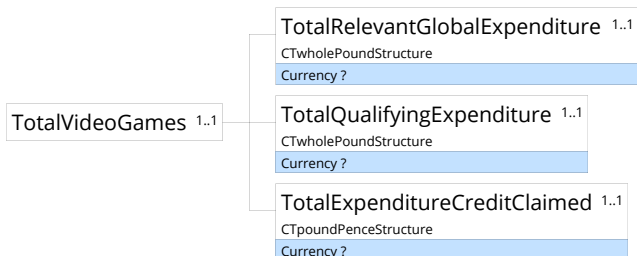 TotalRelevantGlobalExpenditure 1..1
CTwholePoundStructure
Currency ?
TotalVideoGames 1..1
TotalQualifyingExpenditure 1..1
CTwholePoundStructure
Currency ?
TotalExpenditureCreditClaimed 1..1
CTpoundPenceStructure
Currency ?